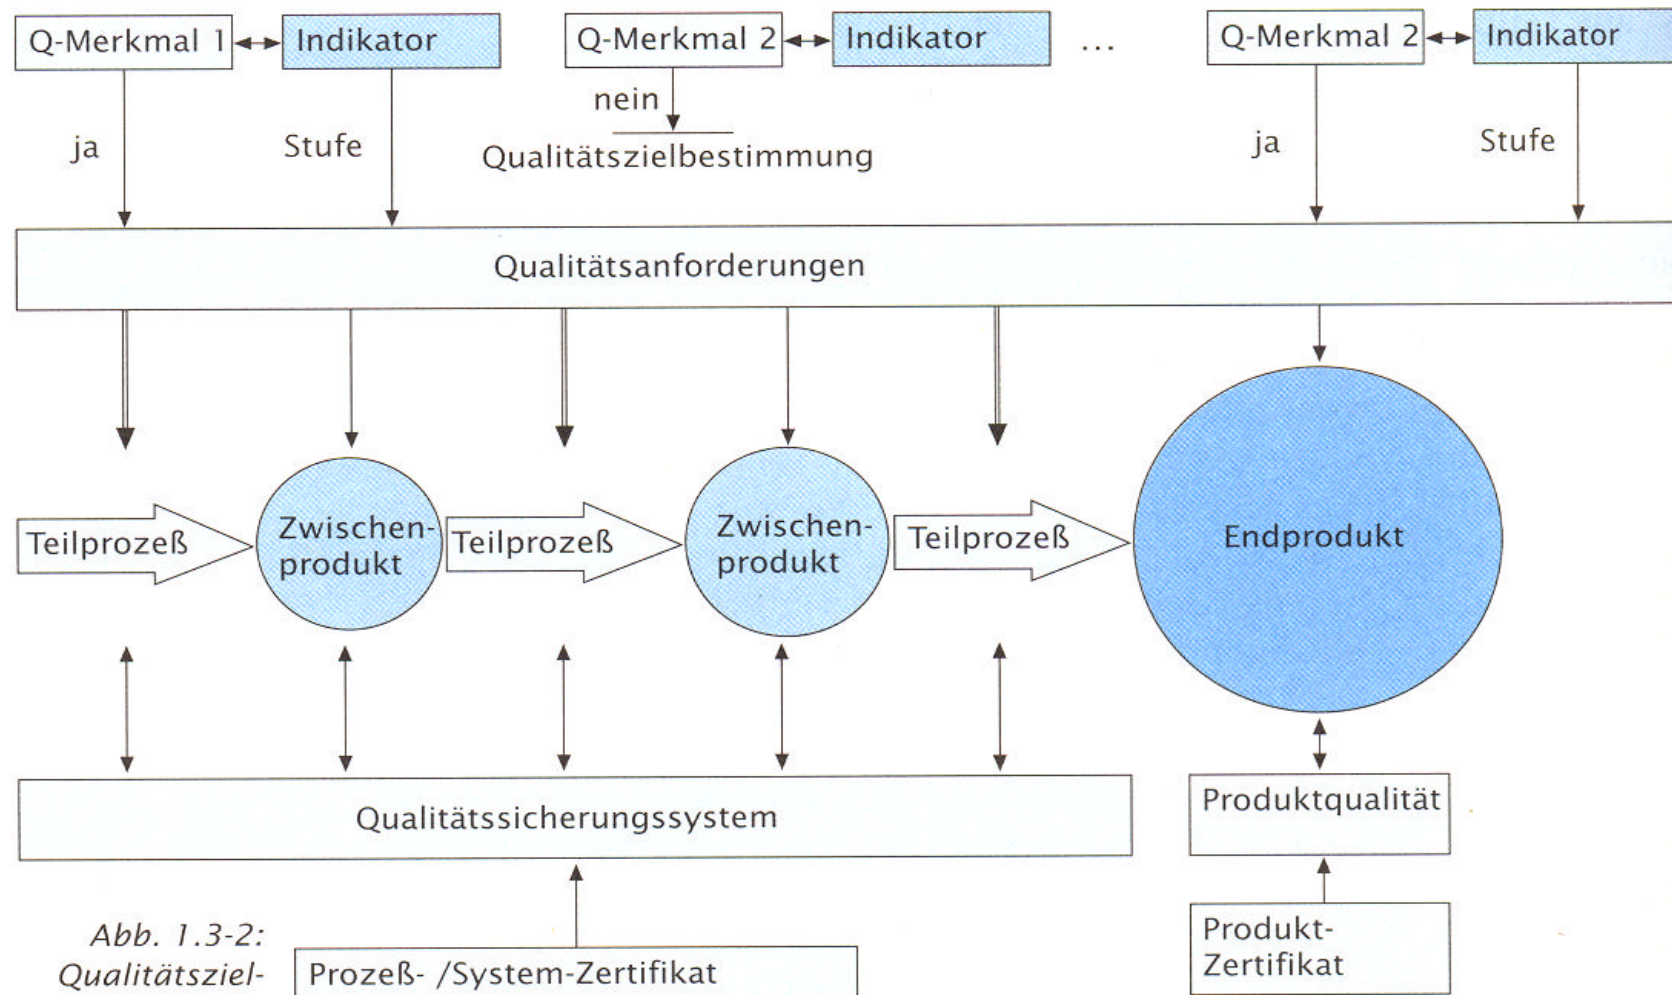 Q-Merkmal 1
Indikator
Q-Merkmal 2
Indikator
...
Q-Merkmal 2
Indikator
ja
Stufe
nein
Qualitätszielbestimmung
ja
Stufe
Qualitätsanforderungen
Teilprozeß
Zwischen-
produkt
Teilprozeß
Zwischen-
produkt
Teilprozeß
Endprodukt
Qualitätssicherungssystem
Produktqualität
Abb. 1.3-2:
Qualitätsziel-
Prozeß- /System-Zertifikat
Produkt-
Zertifikat